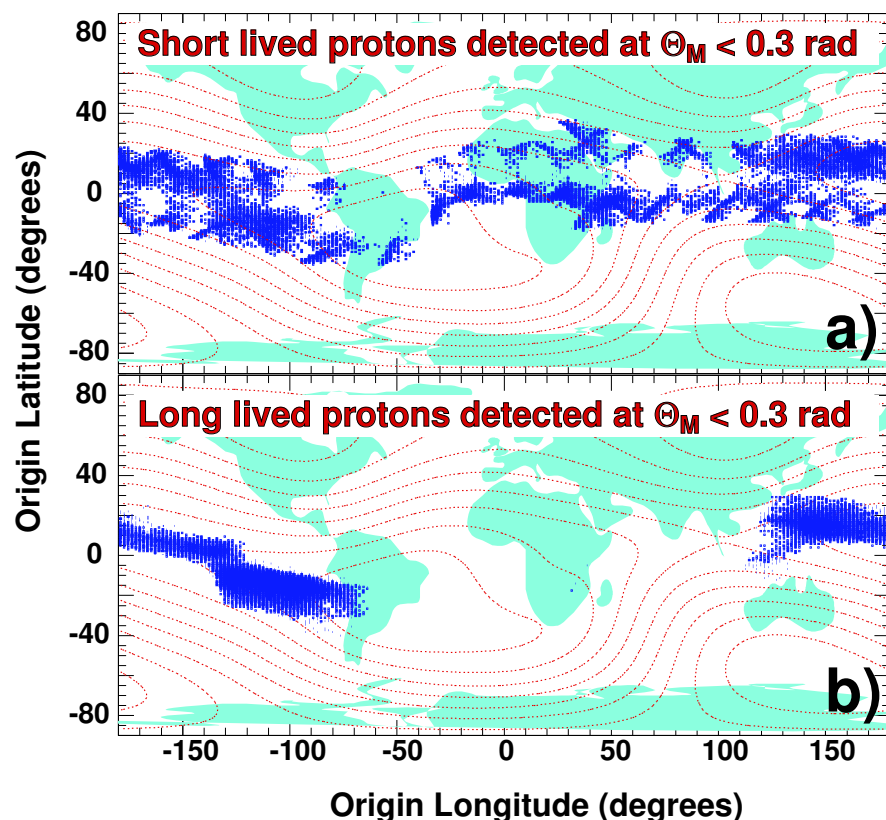 Short lived protons detected at Θ_M < 0.3 rad
80
40
0
-40
-80
a)
Origin Latitude (degrees)
Long lived protons detected at Θ_M < 0.3 rad
80
40
0
-40
-80
b)
-150 -100 -50 0 50 100 150
Origin Longitude (degrees)